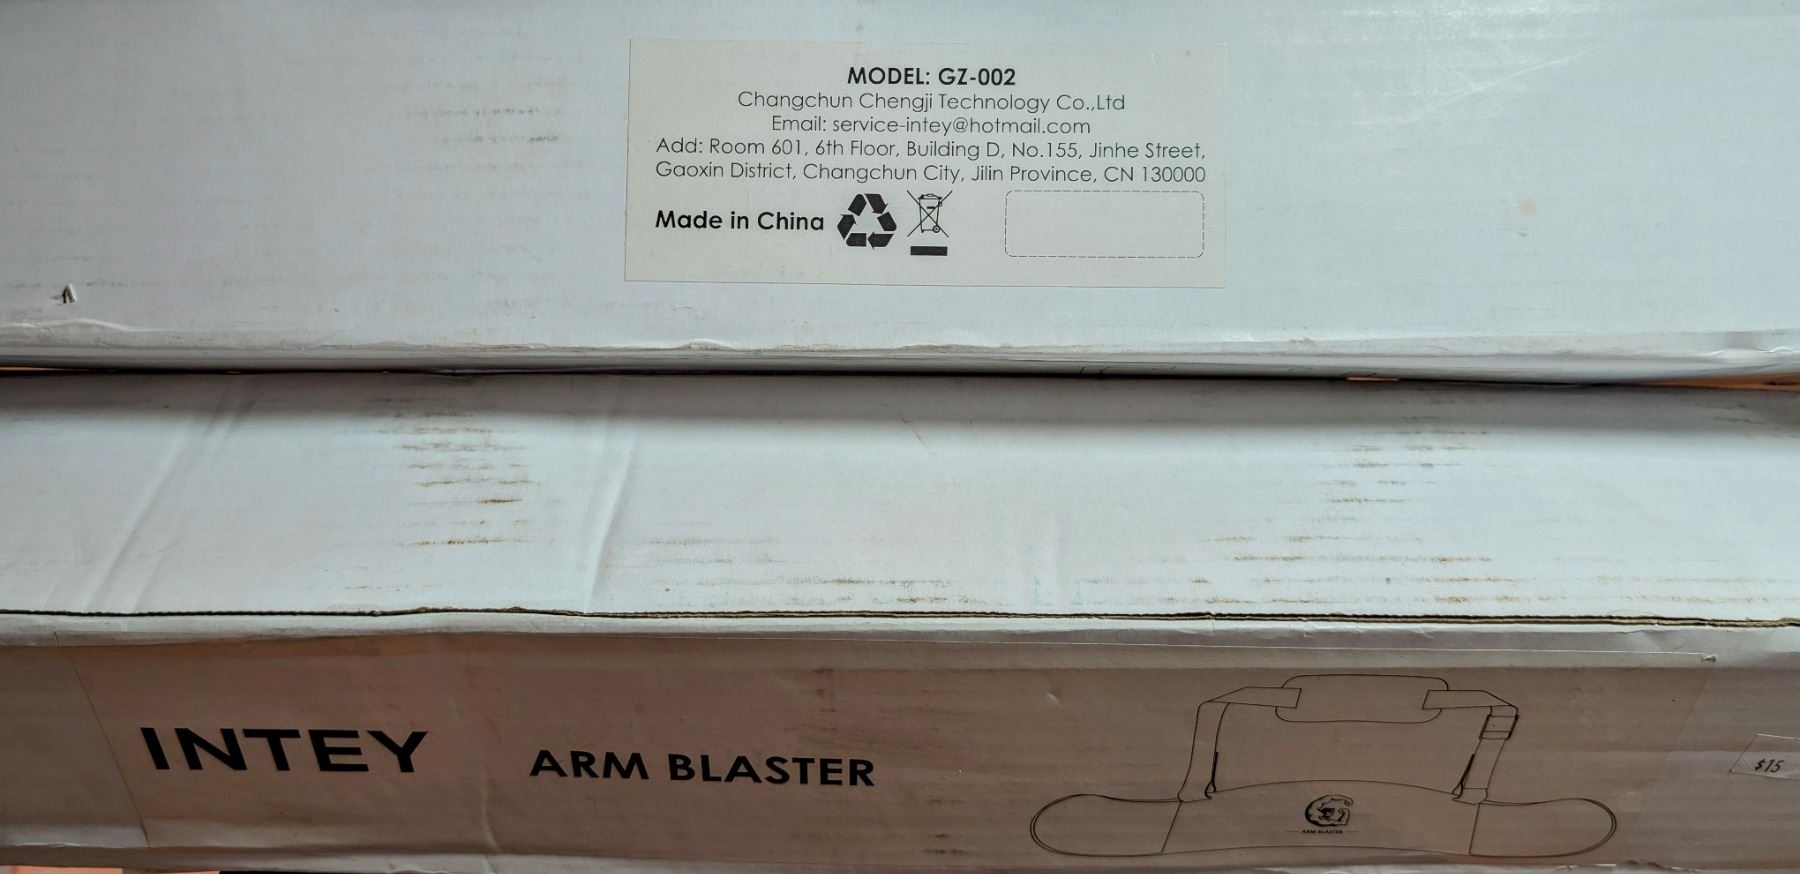 MODEL: GZ-002
Changchun Chengji Technology Co.,Ltd
Email: service-intey@hotmail.com
Add: Room 601, 6th Floor, Building D, No.155, Jinhe Street,
Gaoxin District, Changchun City, Jilin Province, CN 130000
Made in China
INTEY
ARM BLASTER
ARM BLASTER
$15